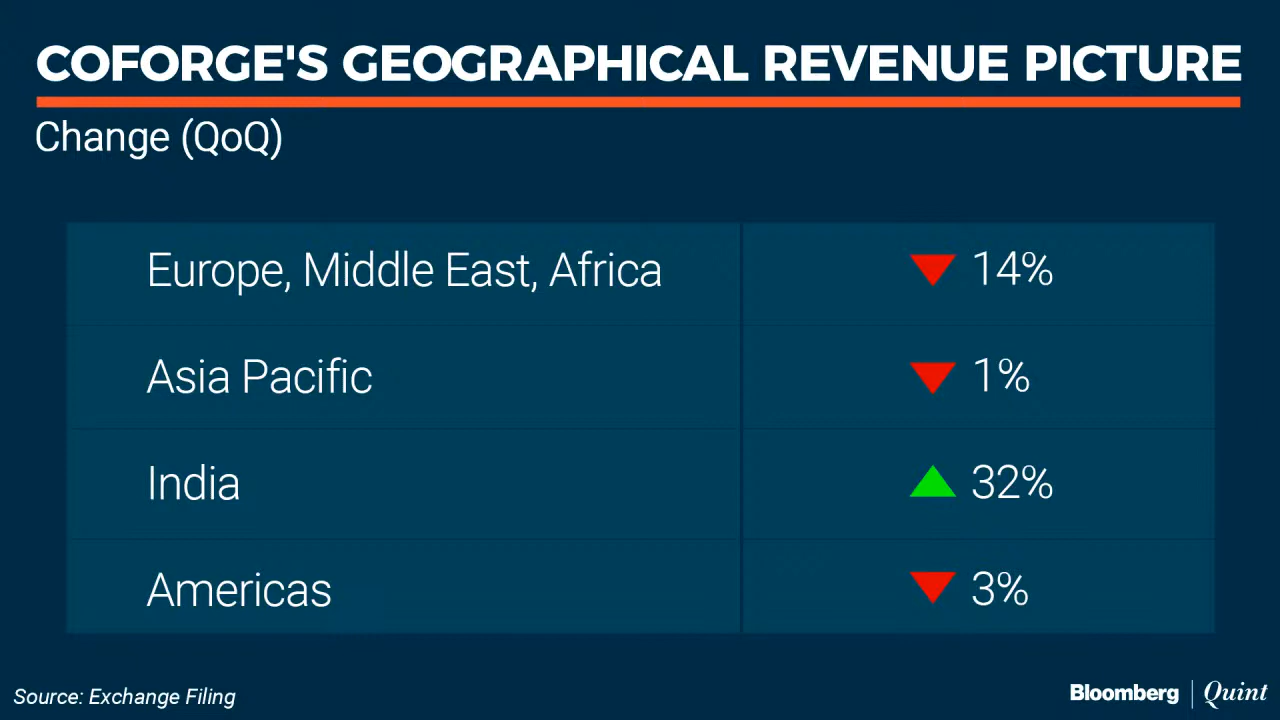 COFORGE'S GEOGRAPHICAL REVENUE PICTURE
Change (QoQ)
Europe, Middle East, Africa 14%
Asia Pacific 1%
India 32%
Americas 3%
Source: Exchange Filing
Bloomberg | Quint